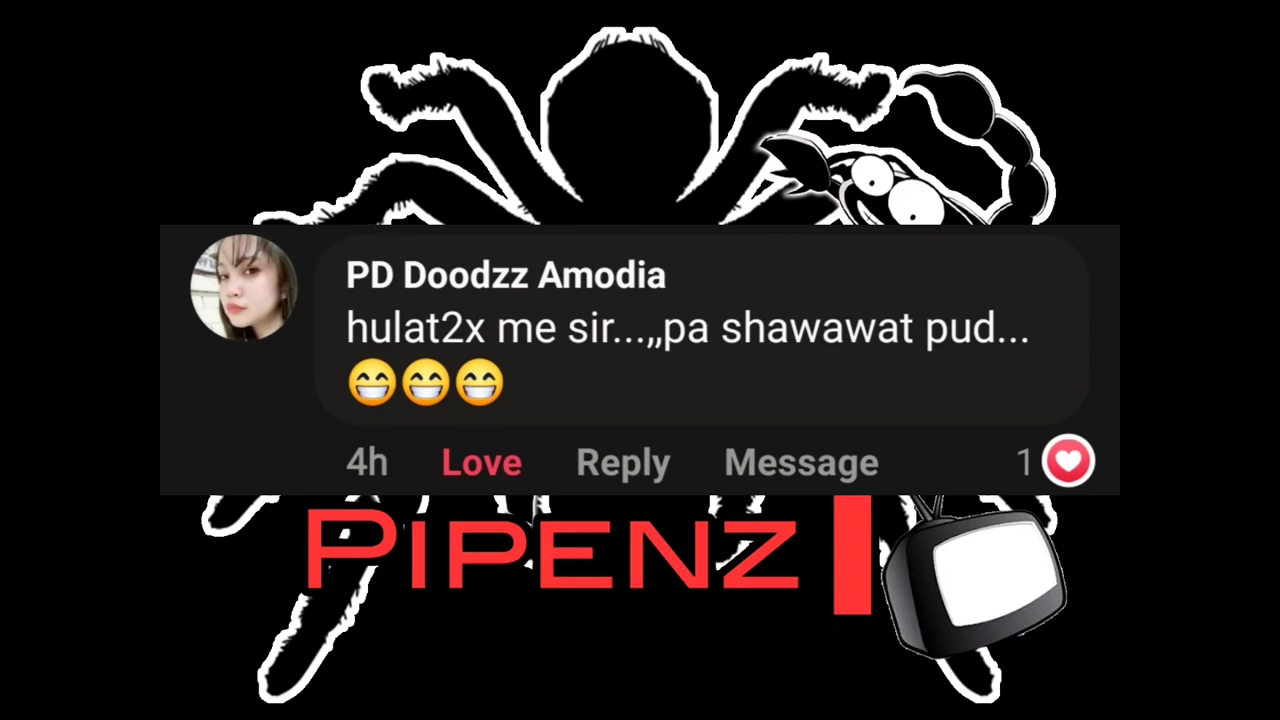 PD Doodzz Amodia
hulat2x me sir...,,pa shawawat pud...
😁😁😁
4h Love Reply Message 1
PIPENZ